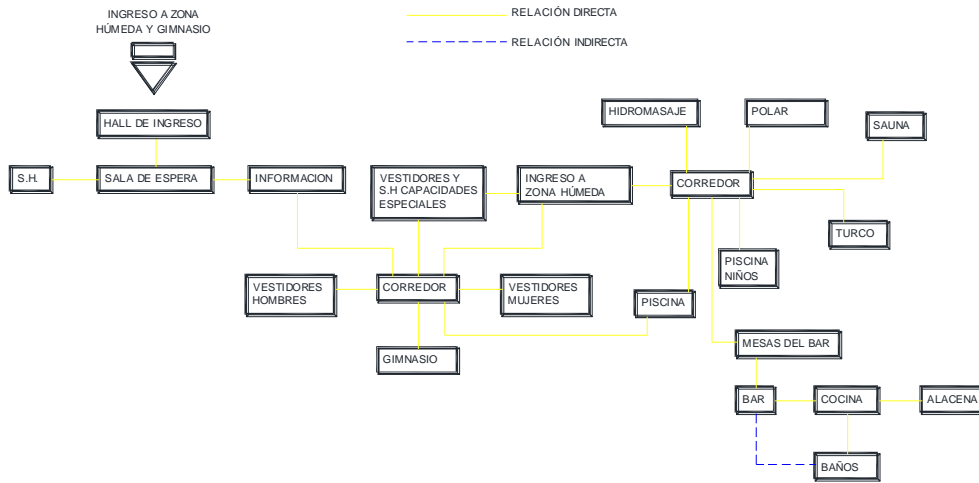 INGRESO A ZONA
HÚMEDA Y GIMNASIO
RELACIÓN DIRECTA
RELACIÓN INDIRECTA
HALL DE INGRESO
HIDROMASAJE
POLAR
SAUNA
S.H.
SALA DE ESPERA
INFORMACION
VESTIDORES Y
S.H CAPACIDADES
ESPECIALES
INGRESO A
ZONA HÚMEDA
CORREDOR
TURCO
PISCINA
NIÑOS
VESTIDORES
HOMBRES
CORREDOR
VESTIDORES
MUJERES
PISCINA
GIMNASIO
MESAS DEL BAR
BAR
COCINA
ALACENA
BAÑOS